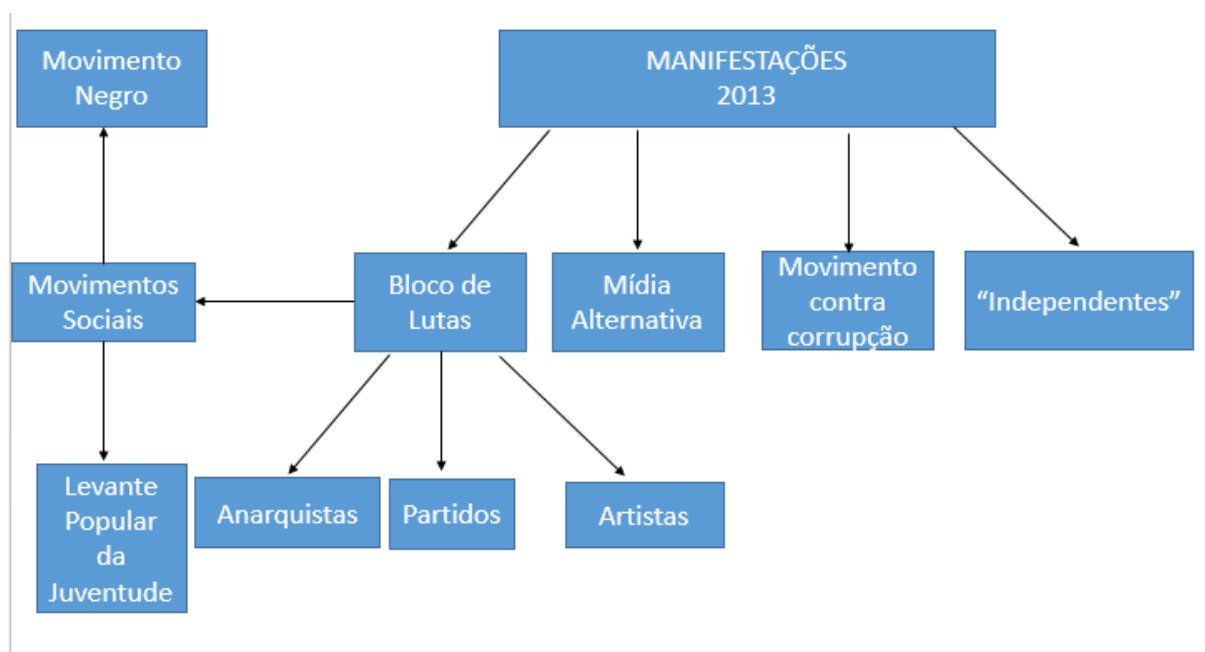 Movimento
Negro
MANIFESTAÇÕES
2013
Movimentos
Sociais
Bloco de
Lutas
Mídia
Alternativa
Movimento
contra
corrupção
“Independentes”
Levante
Popular
da
Juventude
Anarquistas
Partidos
Artistas